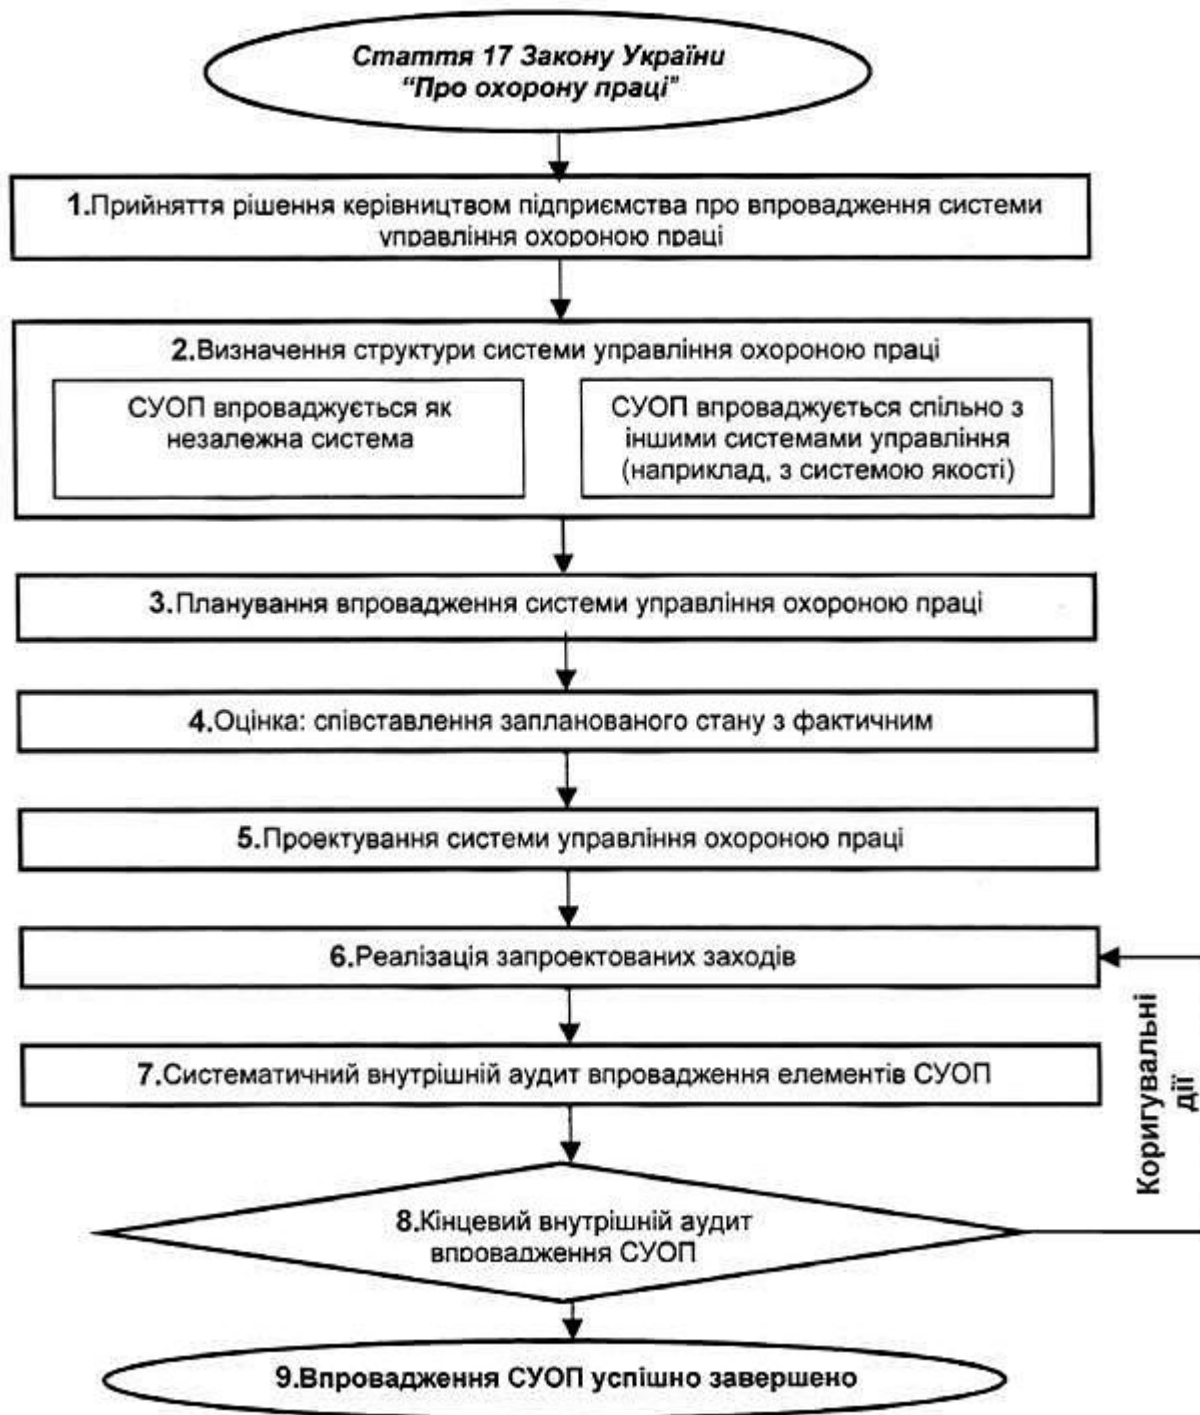 Стаття 17 Закону України
“Про охорону праці”
1.Прийняття рішення керівництвом підприємства про впровадження системи
управління охороною праці
2.Визначення структури системи управління охороною праці
СУОП впроваджується як
незалежна система
СУОП впроваджується спільно з
іншими системами управління
(наприклад, з системою якості)
3.Планування впровадження системи управління охороною праці
4.Оцінка: співставлення запланованого стану з фактичним
5.Проектування системи управління охороною праці
6.Реалізація запроектованих заходів
7.Систематичний внутрішній аудит впровадження елементів СУОП
Коригувальні
дії
8.Кінцевий внутрішній аудит
впровадження СУОП
9.Впровадження СУОП успішно завершено